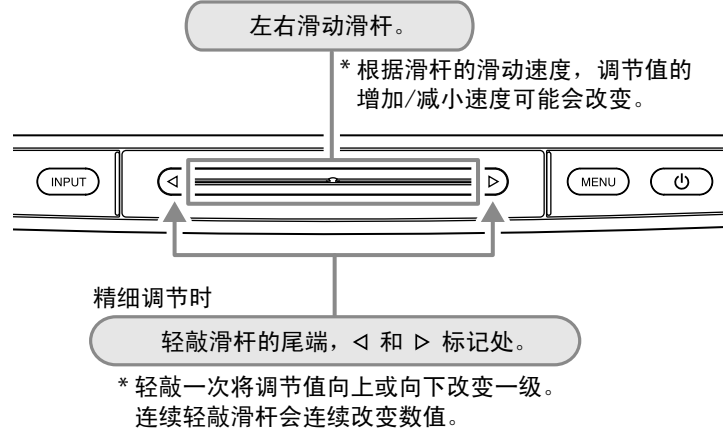 左右滑动滑杆。
* 根据滑杆的滑动速度，调节值的
增加/减小速度可能会改变。
INPUT
MENU
精细调节时
轻敲滑杆的尾端，◁ 和 ▷ 标记处。
* 轻敲一次将调节值向上或向下改变一级。
连续轻敲滑杆会连续改变数值。